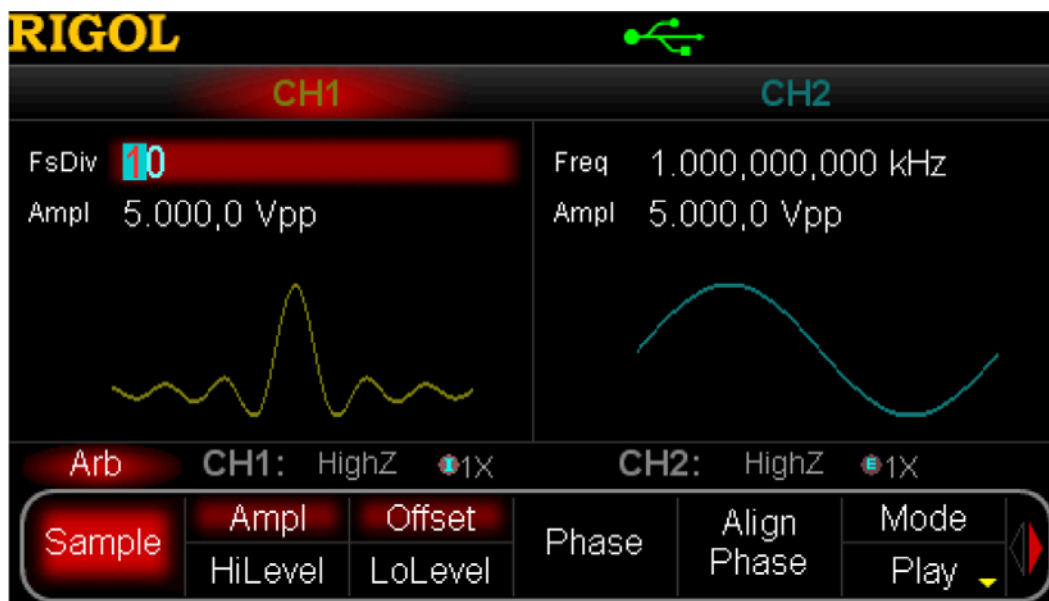 RIGOL
CH1 CH2
FsDiv 10
Ampl 5.000,0 Vpp
Freq 1.000,000,000 kHz
Ampl 5.000,0 Vpp
Arb CH1: HighZ I 1X CH2: HighZ E 1X
Sample
Ampl
HiLevel
Offset
LoLevel
Phase
Align
Phase
Mode
Play